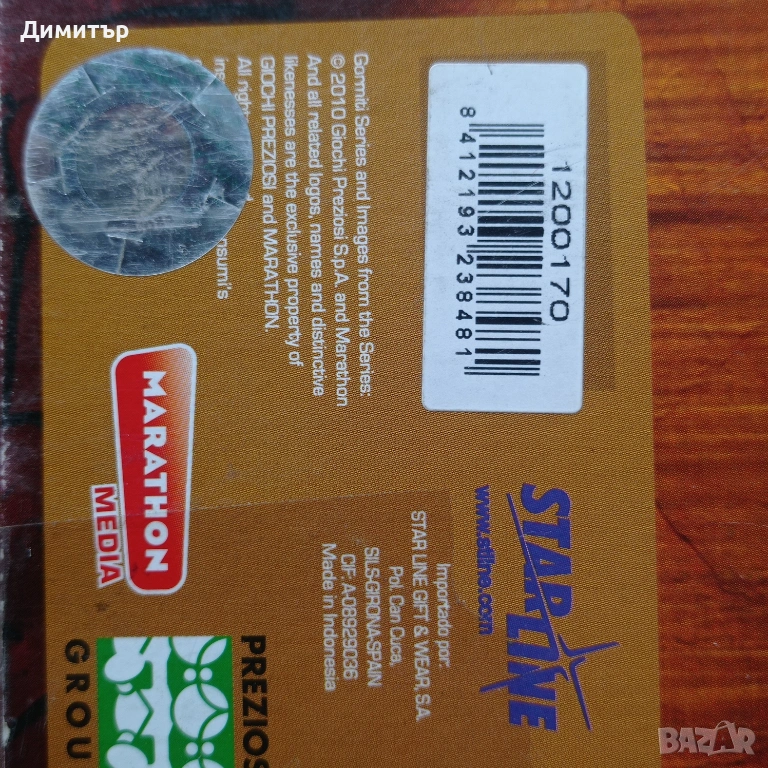 Димитър
1200170
8 412193 238481
Gormiti Series and Images from the Series:
© 2010 Giochi Preziosi S.p.A. and Marathon
And all related logos, names and distinctive
likenesses are the exclusive property of
GIOCHI PREZIOSI and MARATHON.
All
STAR LINE
www.stline.com
Importado por:
STAR LINE GIFT & WEAR, S.A.
Pol. Can Cuca,
SILS-GIRONA-SPAIN
CIF: A08929036
Made in Indonesia
MARATHON
MEDIA
BAZAR